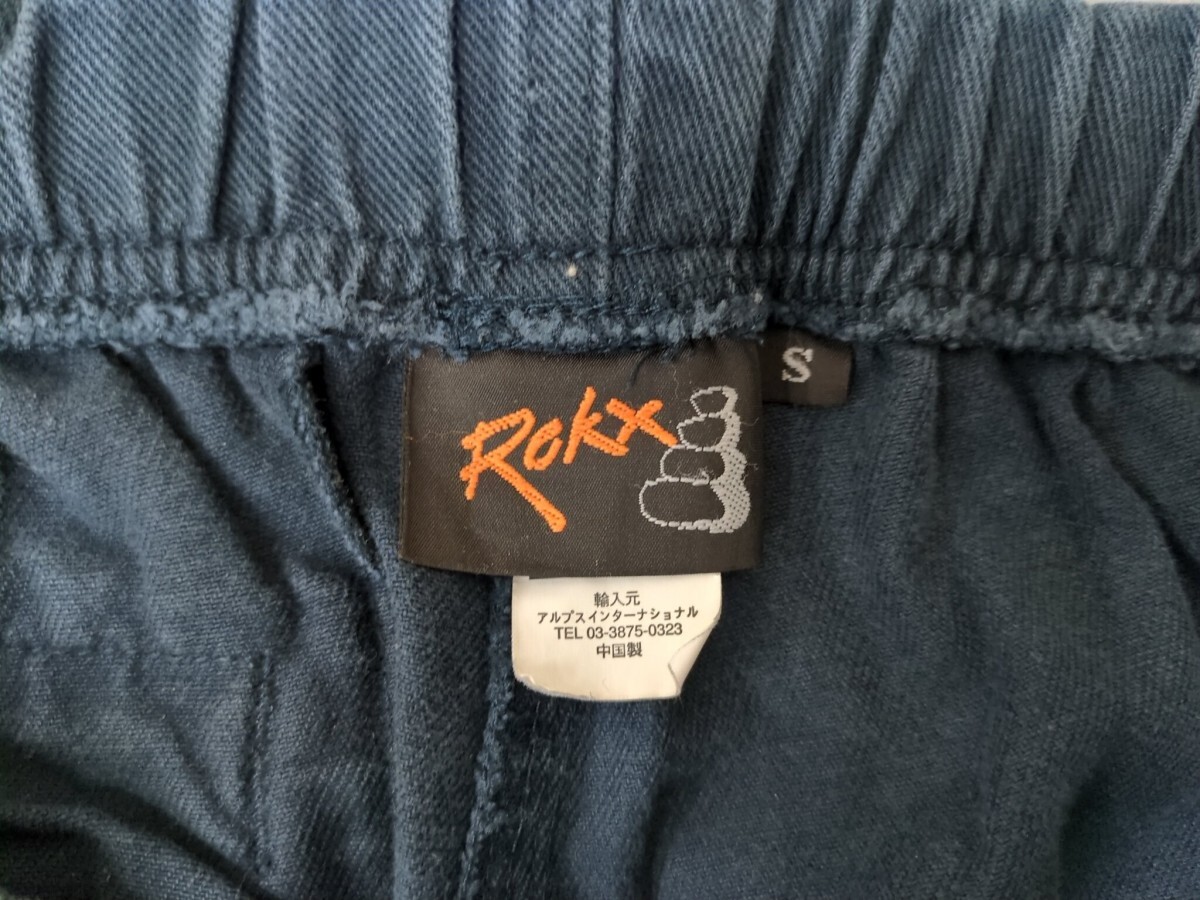 S
Rokx
輸入元
アルプスインターナショナル
TEL 03-3875-0323
中国製